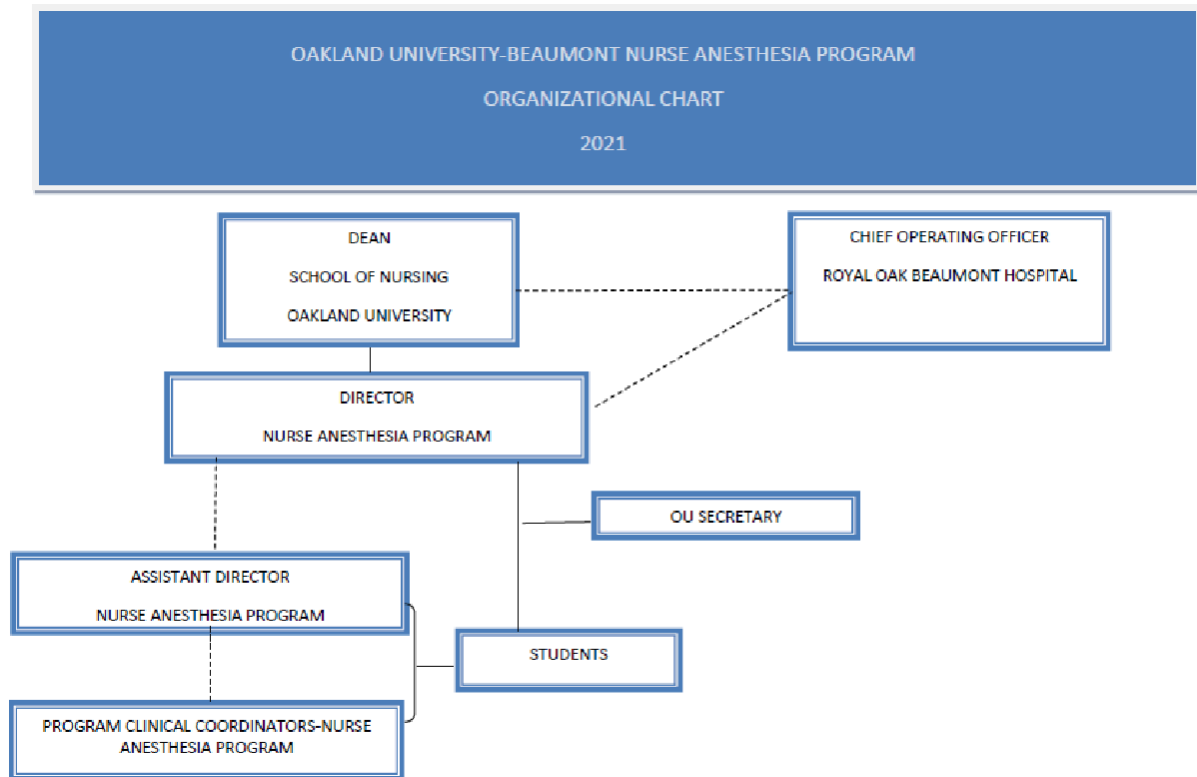 OAKLAND UNIVERSITY-BEAUMONT NURSE ANESTHESIA PROGRAM
ORGANIZATIONAL CHART
2021
DEAN
SCHOOL OF NURSING
OAKLAND UNIVERSITY
CHIEF OPERATING OFFICER
ROYAL OAK BEAUMONT HOSPITAL
DIRECTOR
NURSE ANESTHESIA PROGRAM
OU SECRETARY
ASSISTANT DIRECTOR
NURSE ANESTHESIA PROGRAM
STUDENTS
PROGRAM CLINICAL COORDINATORS-NURSE
ANESTHESIA PROGRAM